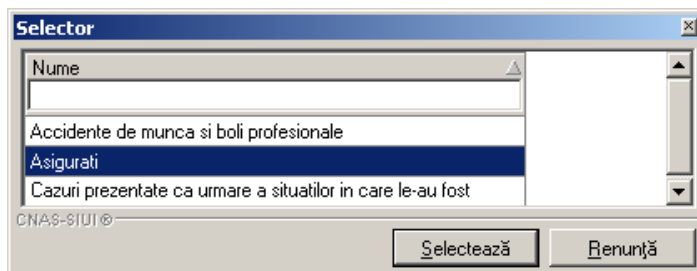 Selector
Nume
Accidente de munca si boli profesionale
Asigurati
Cazuri prezentate ca urmare a situatilor in care le-au fost
CNAS-SIUI®
Selectează
Renunţă